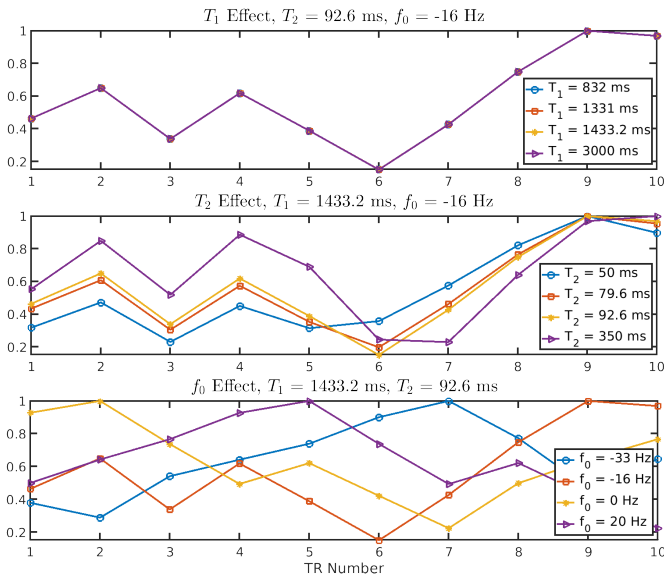 T₁ Effect, T₂ = 92.6 ms, f₀ = -16 Hz
1
0.8
0.6
0.4
0.2
T₁ = 832 ms
T₁ = 1331 ms
T₁ = 1433.2 ms
T₁ = 3000 ms
1 2 3 4 5 6 7 8 9 10
T₂ Effect, T₁ = 1433.2 ms, f₀ = -16 Hz
1
0.8
0.6
0.4
0.2
T₂ = 50 ms
T₂ = 79.6 ms
T₂ = 92.6 ms
T₂ = 350 ms
1 2 3 4 5 6 7 8 9 10
f₀ Effect, T₁ = 1433.2 ms, T₂ = 92.6 ms
1
0.8
0.6
0.4
0.2
f₀ = -33 Hz
f₀ = -16 Hz
f₀ = 0 Hz
f₀ = 20 Hz
1 2 3 4 5 6 7 8 9 10
TR Number